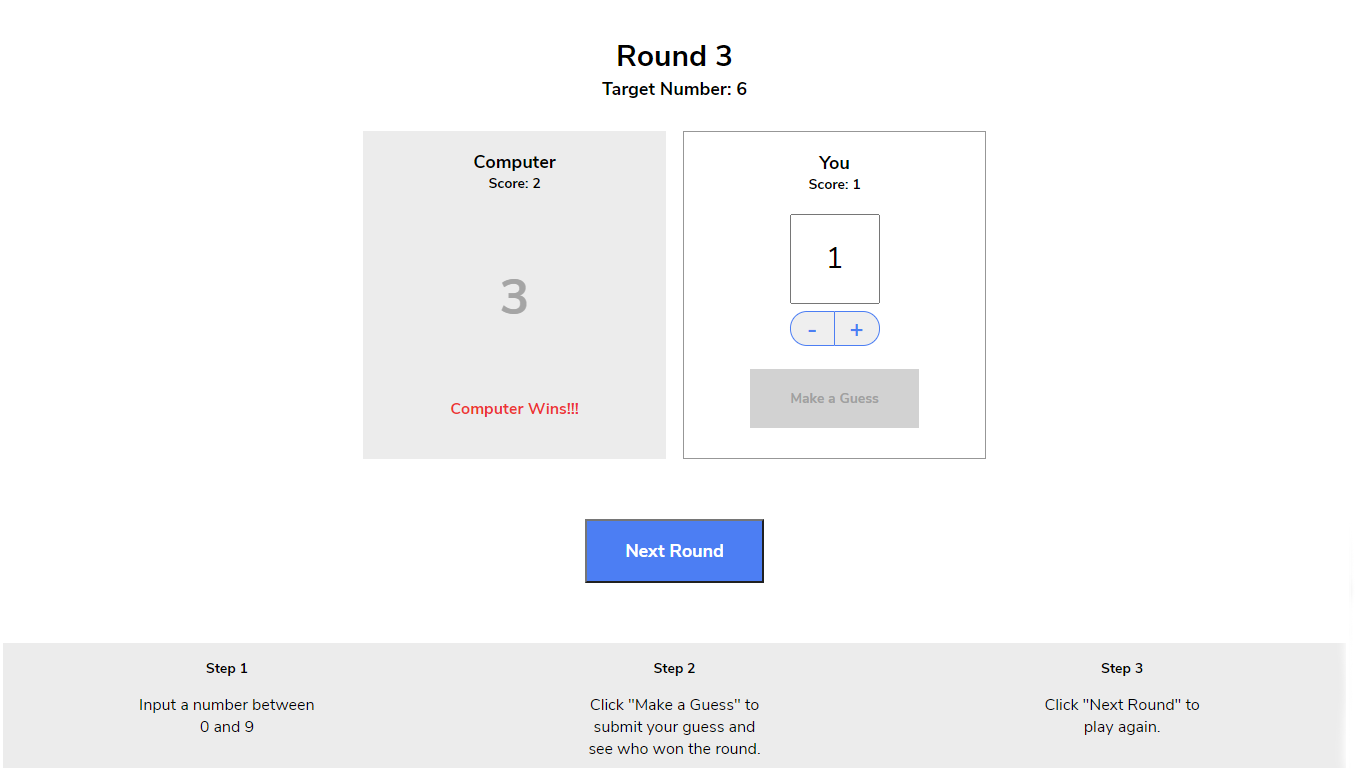 Round 3
Target Number: 6
Computer
Score: 2
3
Computer Wins!!!
You
Score: 1
1
- +
Make a Guess
Next Round
Step 1
Input a number between
0 and 9
Step 2
Click "Make a Guess" to
submit your guess and
see who won the round.
Step 3
Click "Next Round" to
play again.